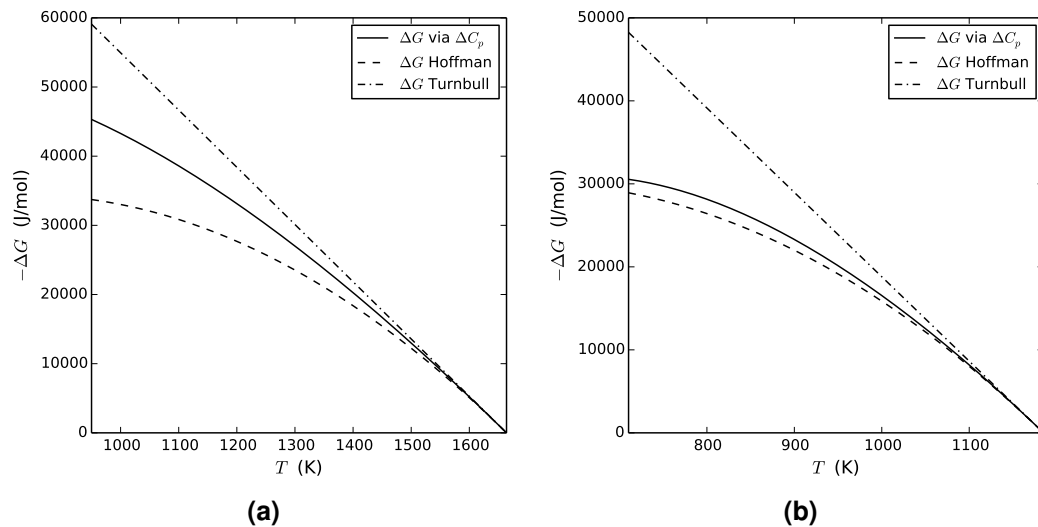 60000
50000
40000
30000
20000
10000
0
−ΔG (J/mol)
1000 1100 1200 1300 1400 1500 1600
T (K)
ΔG via ΔC_p
ΔG Hoffman
ΔG Turnbull
(a)
50000
40000
30000
20000
10000
0
−ΔG (J/mol)
800 900 1000 1100
T (K)
ΔG via ΔC_p
ΔG Hoffman
ΔG Turnbull
(b)